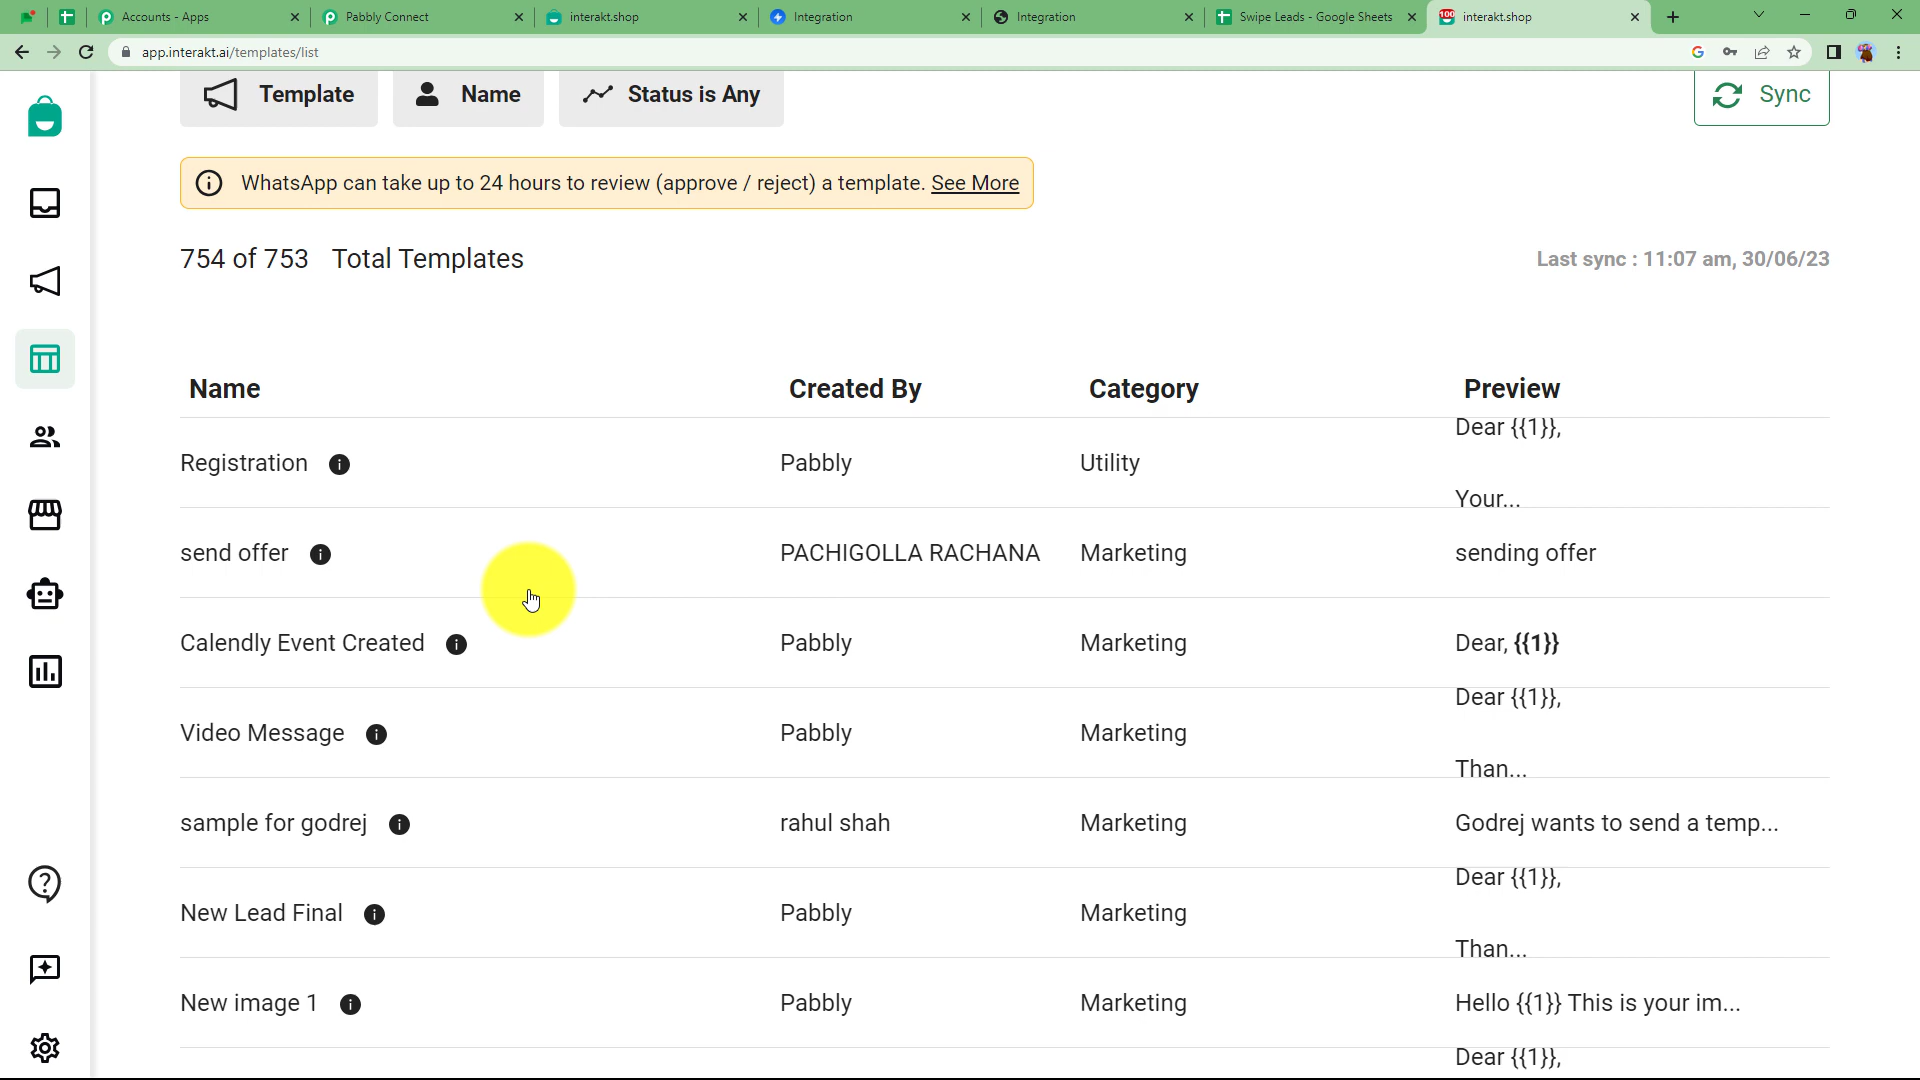 Accounts - Apps
Pabbly Connect
interakt.shop
Integration
Integration
Swipe Leads - Google Sheets
100
interakt.shop
app.interakt.ai/templates/list
Template
Name
Status is Any
Sync
WhatsApp can take up to 24 hours to review (approve / reject) a template. See More
754 of 753 Total Templates
Last sync : 11:07 am, 30/06/23
Name Created By Category Preview
Dear {{1}},
Registration Pabbly Utility
Your...
send offer PACHIGOLLA RACHANA Marketing sending offer
Calendly Event Created Pabbly Marketing Dear, {{1}}
Dear {{1}},
Video Message Pabbly Marketing
Than...
sample for godrej rahul shah Marketing Godrej wants to send a temp...
Dear {{1}},
New Lead Final Pabbly Marketing
Than...
New image 1 Pabbly Marketing Hello {{1}} This is your im...
Dear {{1}},